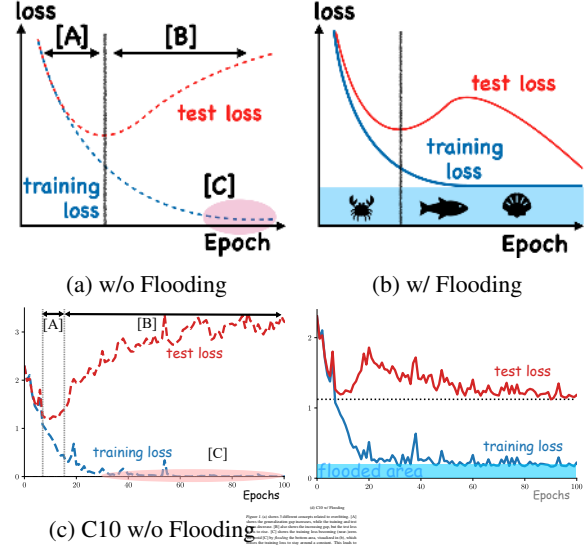 loss
[A]
[B]
test loss
training
loss
[C]
Epoch
(a) w/o Flooding
loss
test loss
training
loss
Epoch
(b) w/ Flooding
[A]
[B]
3
2
1
0
test loss
training loss
[C]
0
20
40
60
80
100
Epochs
(c) C10 w/o Flooding
2
1
0
test loss
training loss
flooded area
0
20
40
60
80
100
Epochs
(d) C10 w/ Flooding